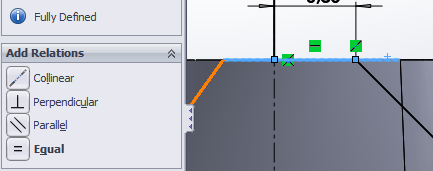 Fully Defined
Add Relations
Collinear
Perpendicular
Parallel
Equal